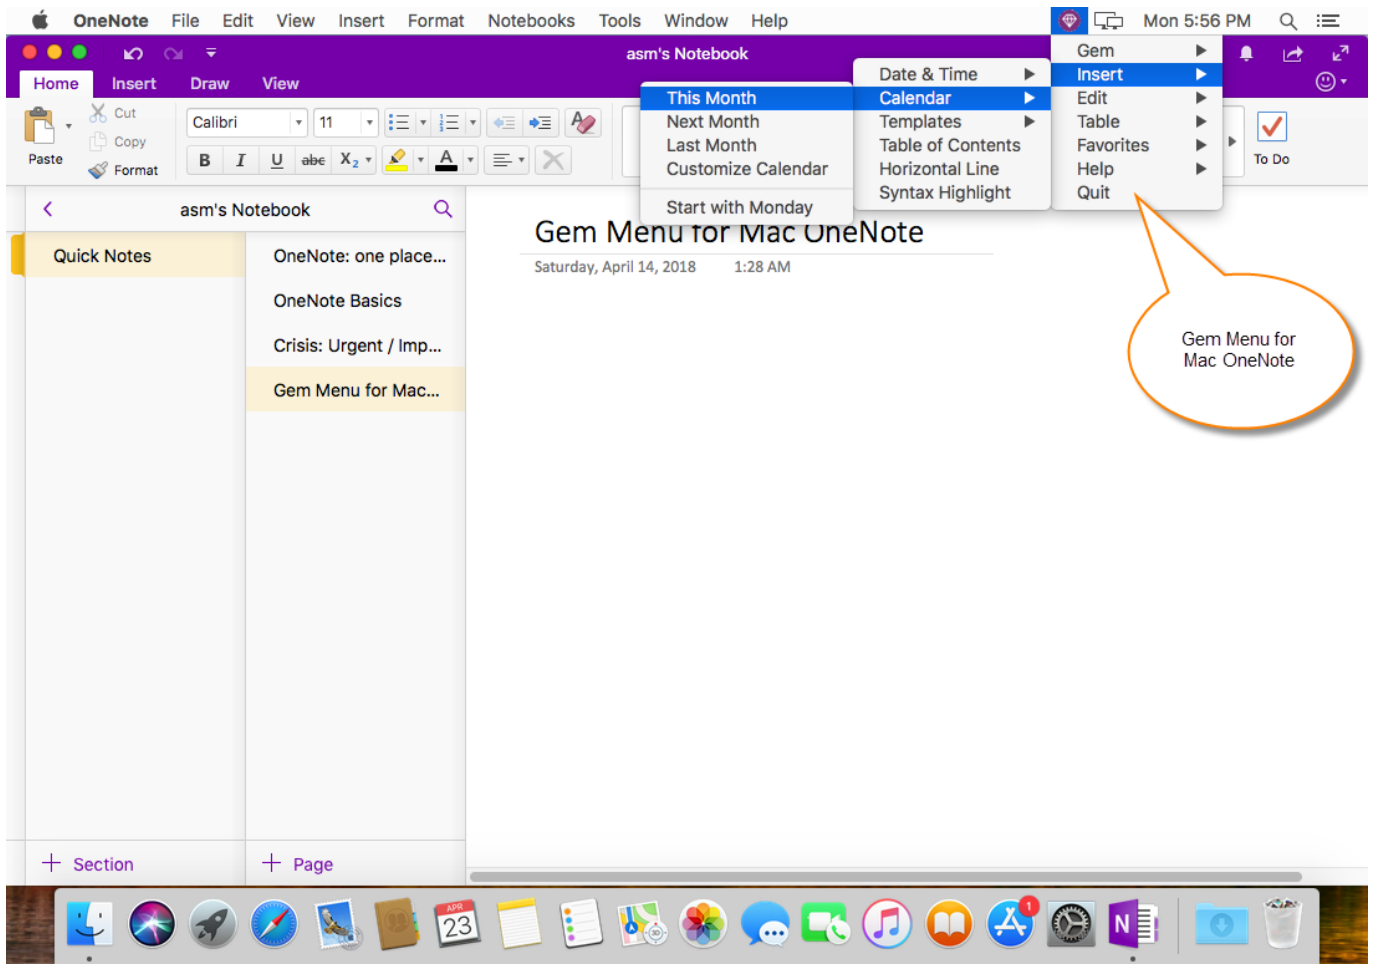 OneNote File Edit View Insert Format Notebooks Tools Window Help Mon 5:56 PM
asm's Notebook
Home Insert Draw View
Paste
Cut
Copy
Format
Calibri 11
B I U abc X2 A
To Do
Gem
Insert
Edit
Table
Favorites
Help
Quit
Date & Time
Calendar
Templates
Table of Contents
Horizontal Line
Syntax Highlight
This Month
Next Month
Last Month
Customize Calendar
Start with Monday
asm's Notebook
Quick Notes
OneNote: one place...
OneNote Basics
Crisis: Urgent / Imp...
Gem Menu for Mac...
Gem Menu for Mac OneNote
Saturday, April 14, 2018 1:28 AM
Gem Menu for
Mac OneNote
+ Section
+ Page
APR
23
3D
1
N